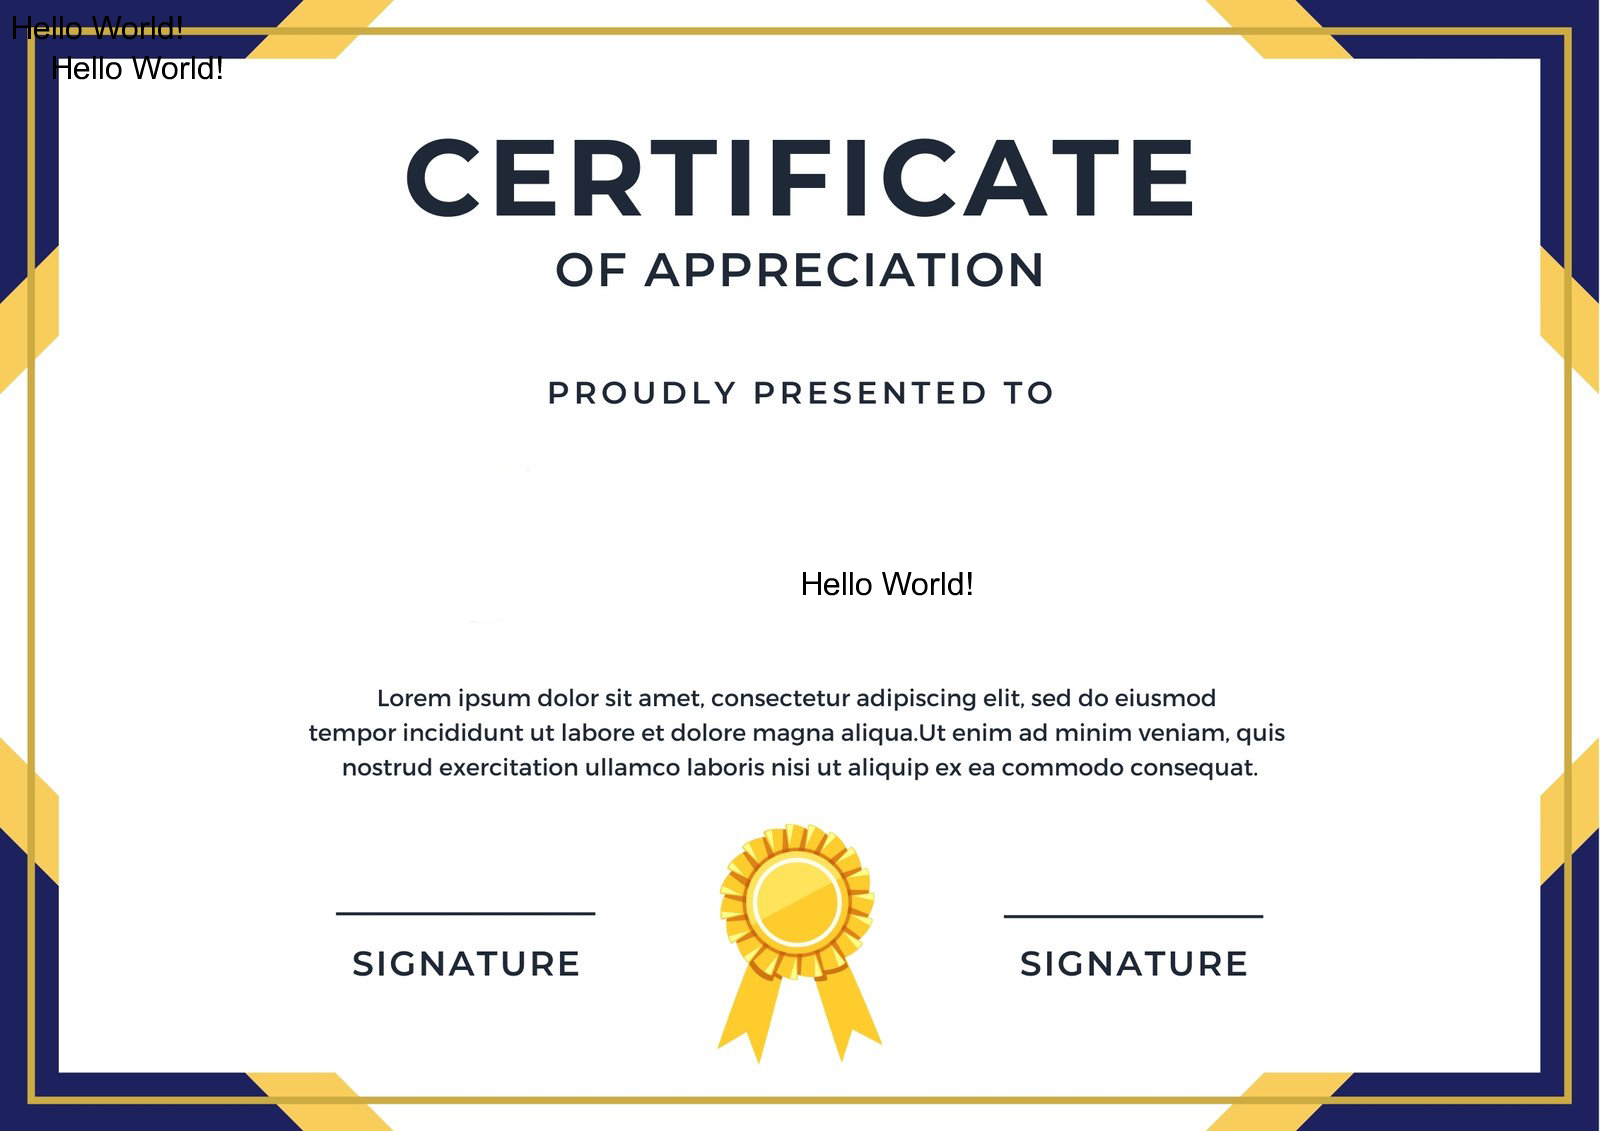 Hello World!
Hello World!
CERTIFICATE
OF APPRECIATION
PROUDLY PRESENTED TO
Hello World!
Lorem ipsum dolor sit amet, consectetur adipiscing elit, sed do eiusmod
tempor incididunt ut labore et dolore magna aliqua.Ut enim ad minim veniam, quis
nostrud exercitation ullamco laboris nisi ut aliquip ex ea commodo consequat.
SIGNATURE
SIGNATURE